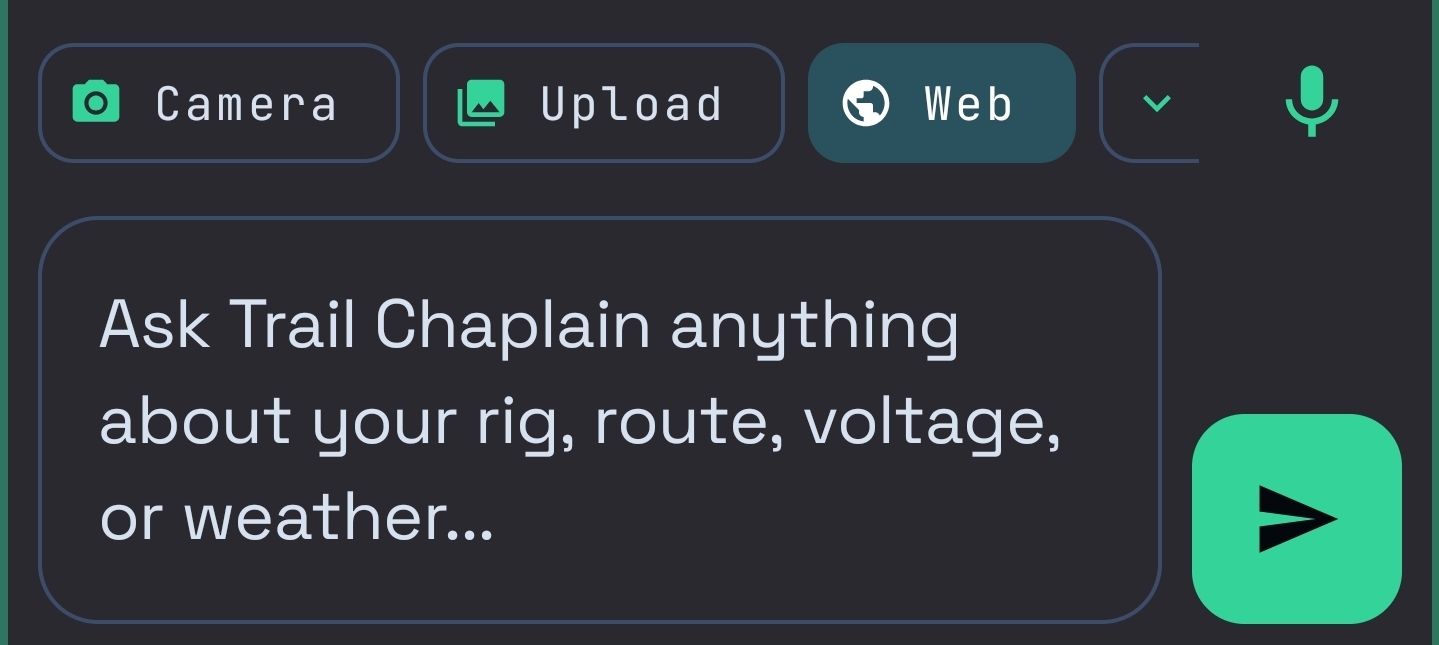 Camera
Upload
Web
Ask Trail Chaplain anything
about your rig, route, voltage,
or weather...